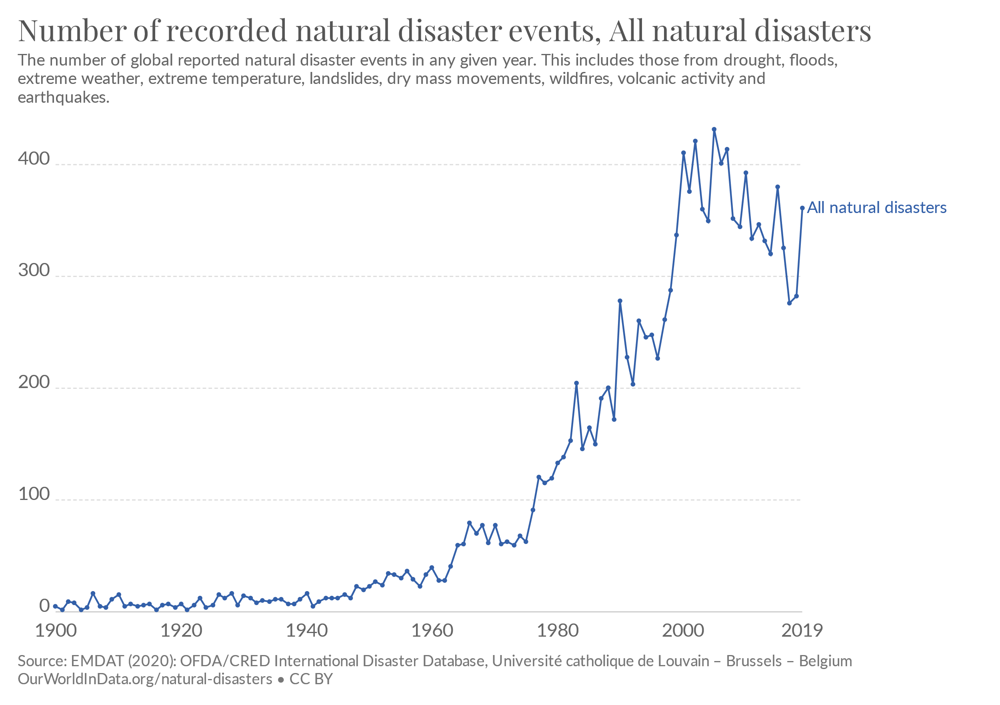 Number of recorded natural disaster events, All natural disasters
The number of global reported natural disaster events in any given year. This includes those from drought, floods,
extreme weather, extreme temperature, landslides, dry mass movements, wildfires, volcanic activity and
earthquakes.
400
All natural disasters
300
200
100
0
1900 1920 1940 1960 1980 2000 2019
Source: EMDAT (2020): OFDA/CRED International Disaster Database, Université catholique de Louvain – Brussels – Belgium
OurWorldInData.org/natural-disasters • CC BY